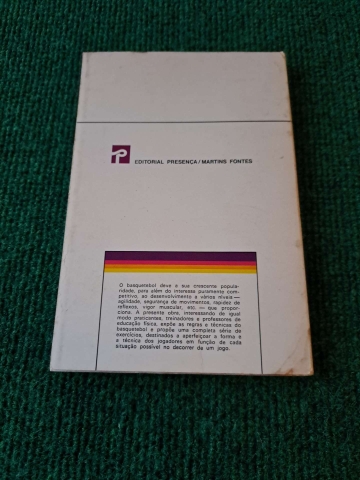 EDITORIAL PRESENÇA / MARTINS FONTES
O basquetebol deve a sua crescente popula-
ridade, para além do interesse puramente com-
petitivo, ao desenvolvimento a vários níveis —
agilidade, segurança de movimentos, rapidez de
reflexos, vigor muscular, etc. — que propor-
ciona. A presente obra, interessando de igual
modo praticantes, treinadores e professores de
educação física, expõe as regras e técnicas do
basquetebol e propõe uma completa série de
exercícios, destinados a aperfeiçoar a forma e
a técnica dos jogadores em função de cada
situação possível no decorrer de um jogo.